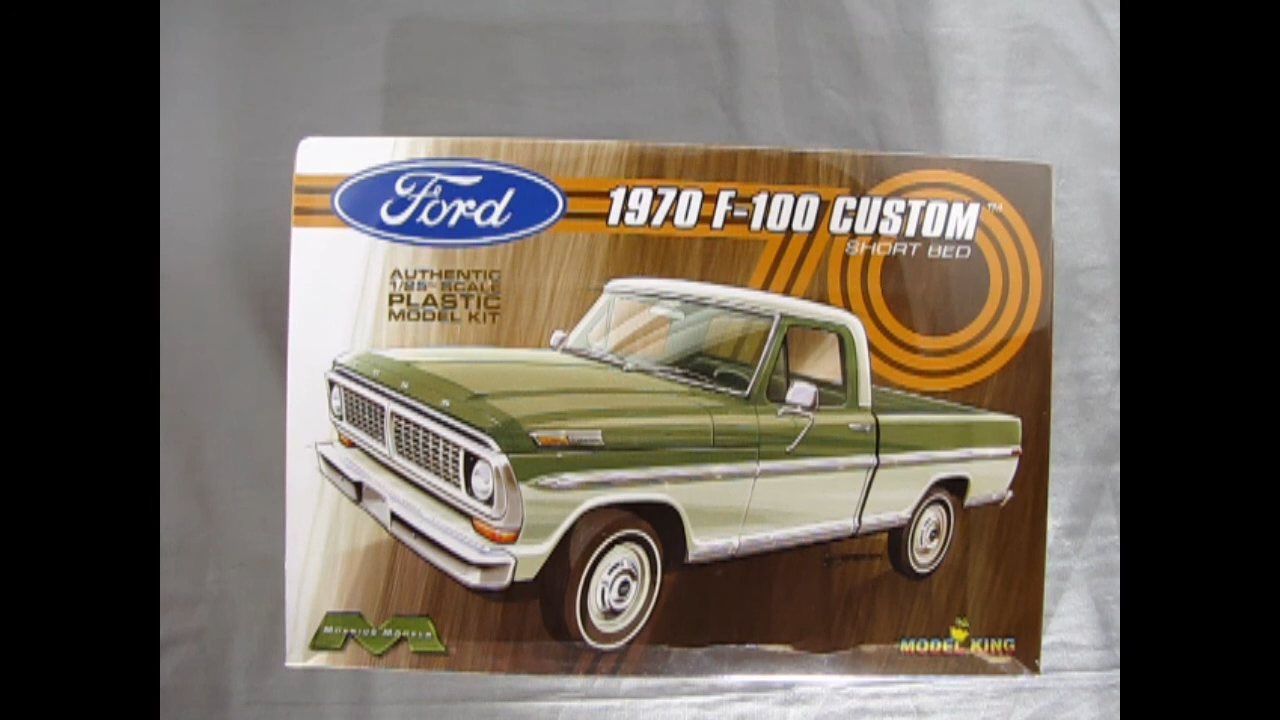 Ford
1970 F-100 CUSTOM™
SHORT BED
AUTHENTIC
1/25TH SCALE
PLASTIC
MODEL KIT
MOEBIUS MODELS
MODEL KING